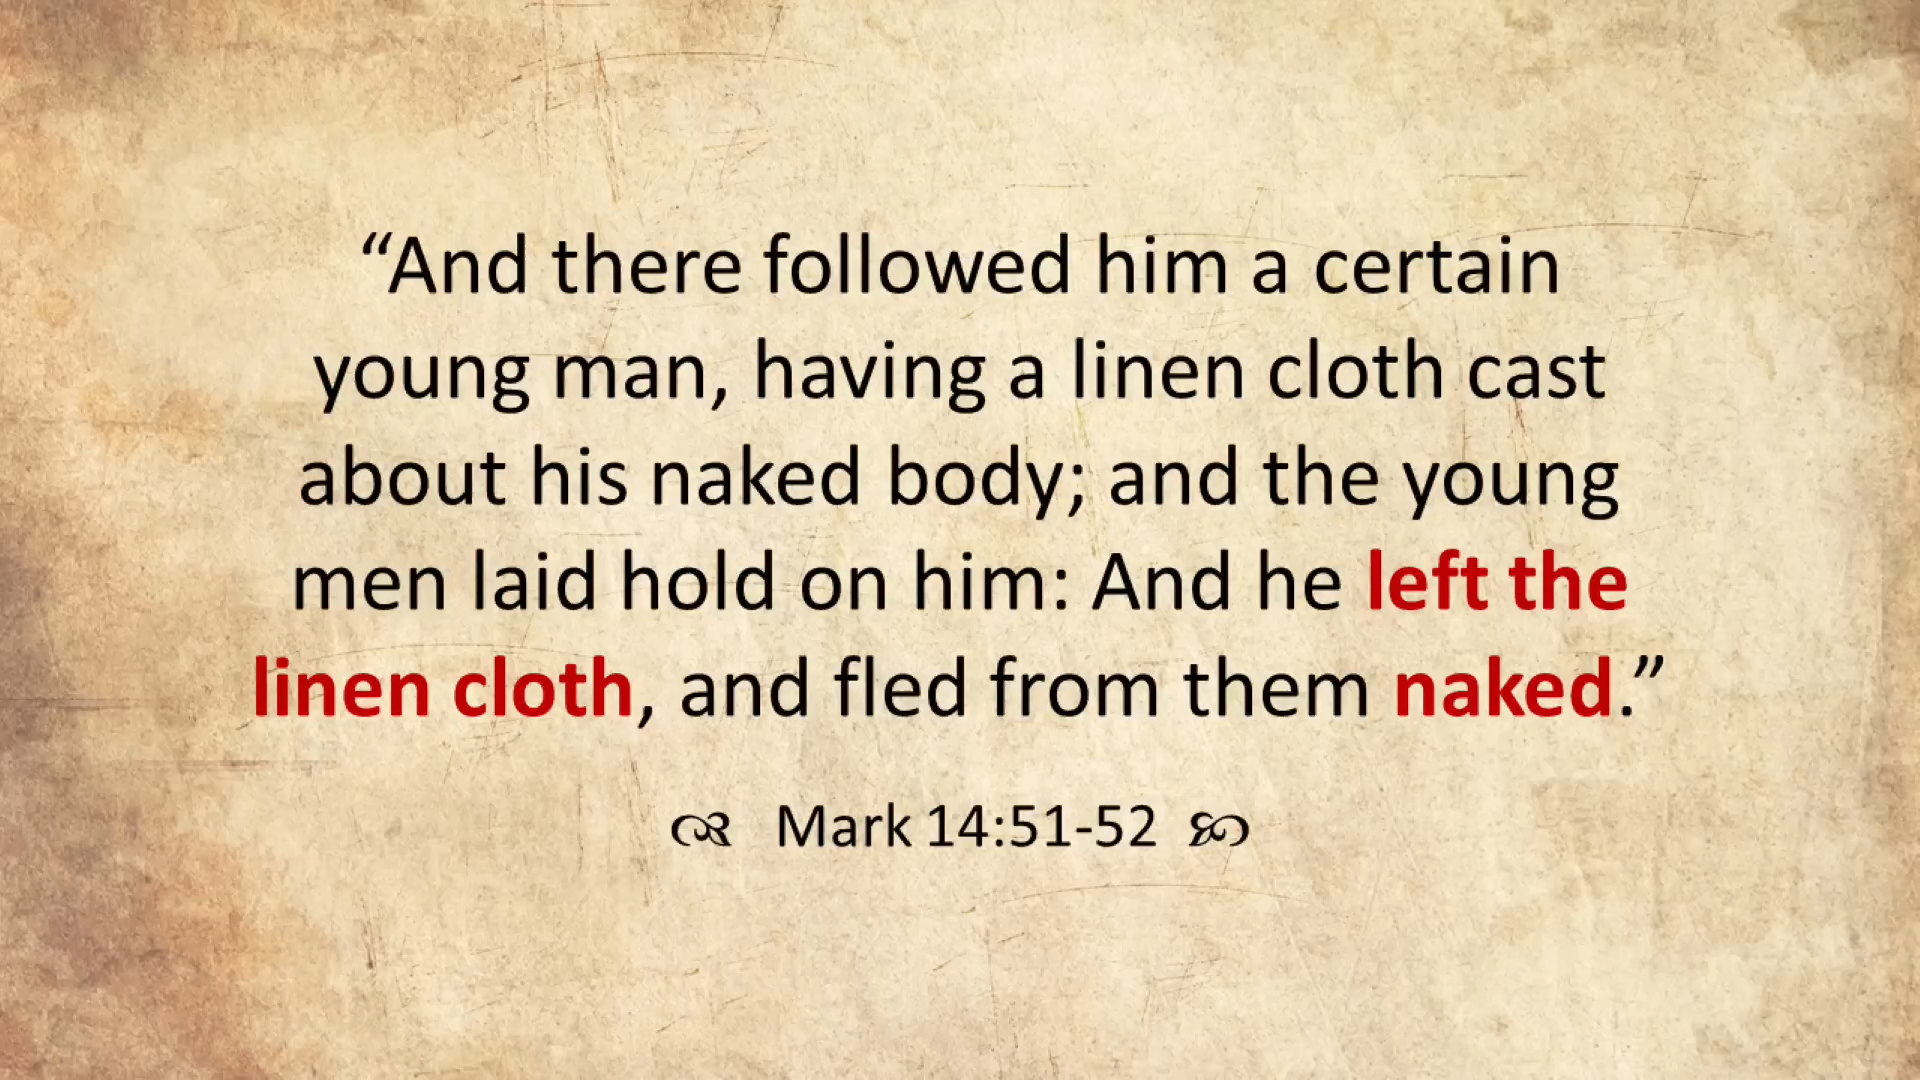 “And there followed him a certain
young man, having a linen cloth cast
about his naked body; and the young
men laid hold on him: And he left the
linen cloth, and fled from them naked.”
Mark 14:51-52